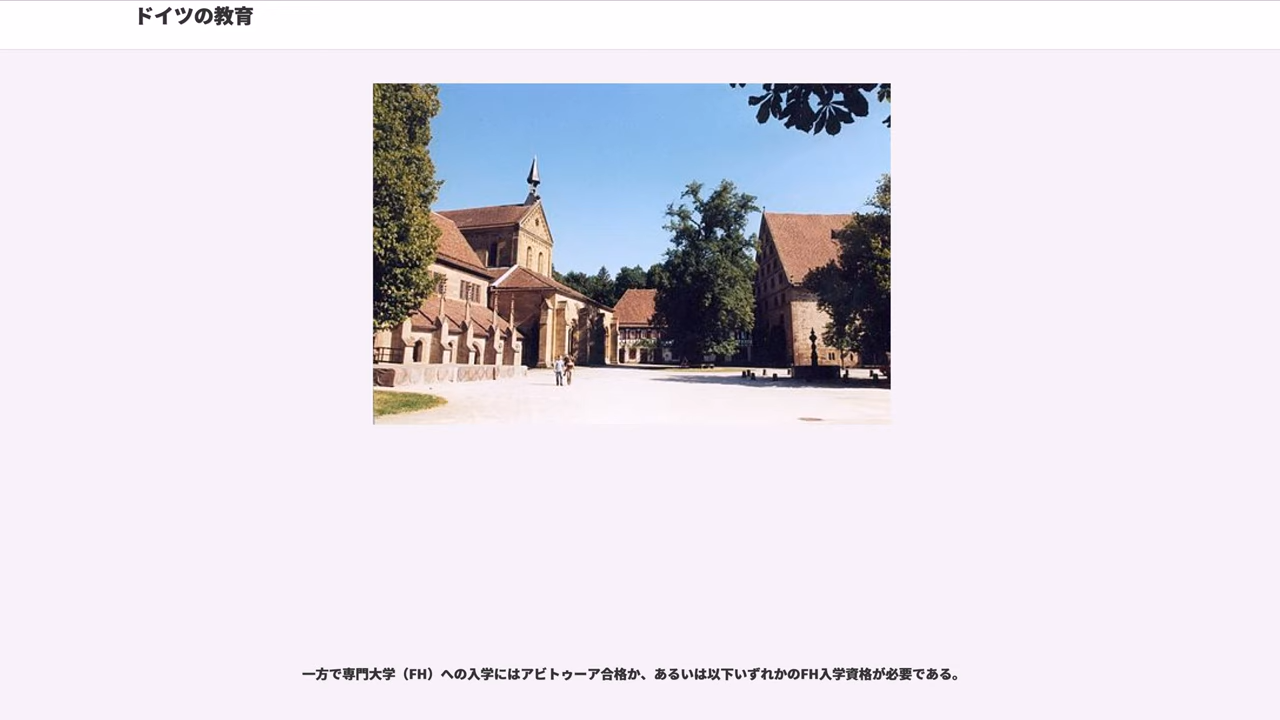 ドイツの教育
一方で専門大学（FH）への入学にはアビトゥーア合格か、あるいは以下いずれかのFH入学資格が必要である。